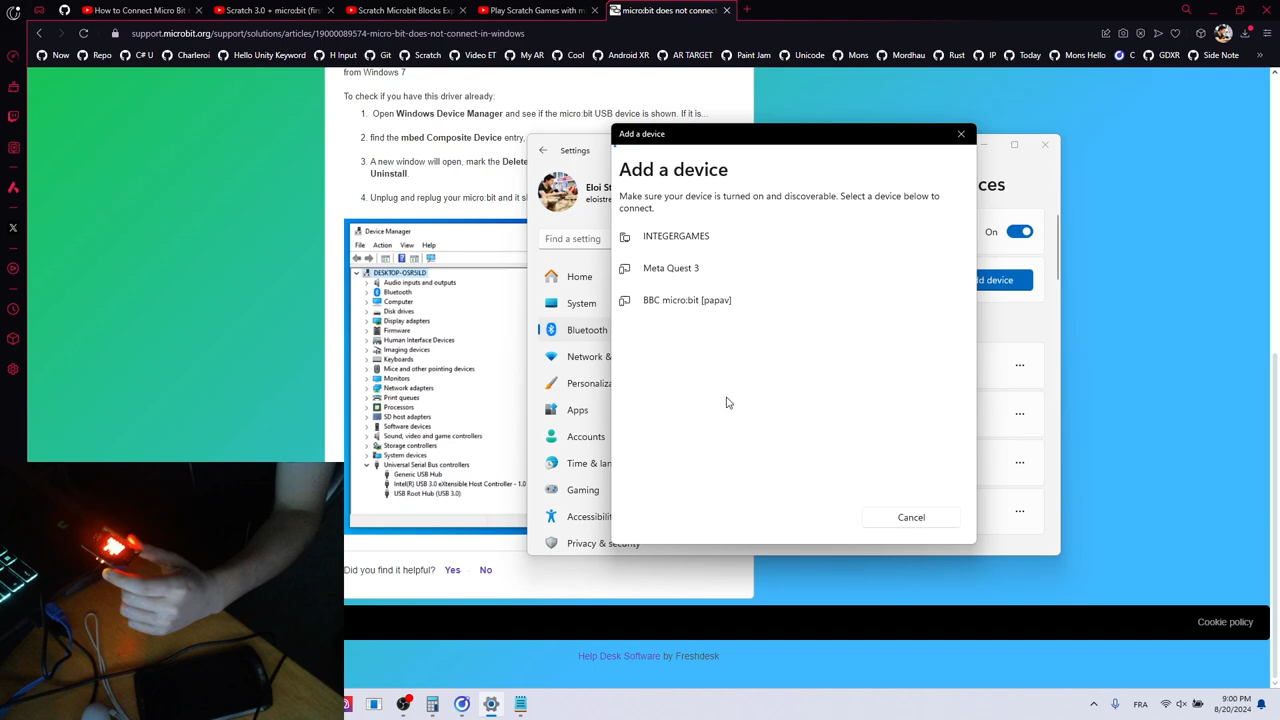 How to Connect Micro Bit
Scratch 3.0 + micro:bit (firs
Scratch Micro:bit Blocks Exp
Play Scratch Games with m
micro:bit does not connect
support.microbit.org/support/solutions/articles/19000089574-micro-bit-does-not-connect-in-windows
Now
Repo
C# U
Charleroi
Hello Unity Keywo
H Intro
Git
Scratch
Video ET
My AR
Cool
Android XR
Paint Jam
Unicode
Mons
Mordhau
Rust
IP
Today
Mons Hello
C
GDX
Side Note
from Windows 7
To check if you have this driver already:
1. Open Windows Device Manager and see if the micro:bit USB device is shown. If it is...
2. find the mbed Composite Device entry,
3. A new window will open, mark the Delete
Uninstall.
4. Unplug and replug your micro:bit and it sh
Device Manager
File Action View Help
DESKTOP-OSR5ILD
Audio inputs and outputs
Bluetooth
Computer
Disk drives
Display adapters
Firmware
Human Interface Devices
Imaging devices
Keyboards
Mice and other pointing devices
Monitors
Network adapters
Print queues
Processors
SD host adapters
Software devices
Sound, video and game controllers
Storage controllers
System devices
Universal Serial Bus controllers
Generic USB Hub
Intel(R) USB 3.0 eXtensible Host Controller - 1.0
USB Root Hub (USB 3.0)
Settings
Eloi St
eloistre
Find a setting
Home
System
Bluetooth
Network &
Personaliza
Apps
Accounts
Time & lan
Gaming
Accessibilit
Privacy & security
Add a device
Add a device
Make sure your device is turned on and discoverable. Select a device below to
connect.
INTEGERGAMES
Meta Quest 3
BBC micro:bit [papav]
Cancel
ces
On
d device
Did you find it helpful? Yes No
Cookie policy
Help Desk Software by Freshdesk
FRA
9:00 PM
8/20/2024